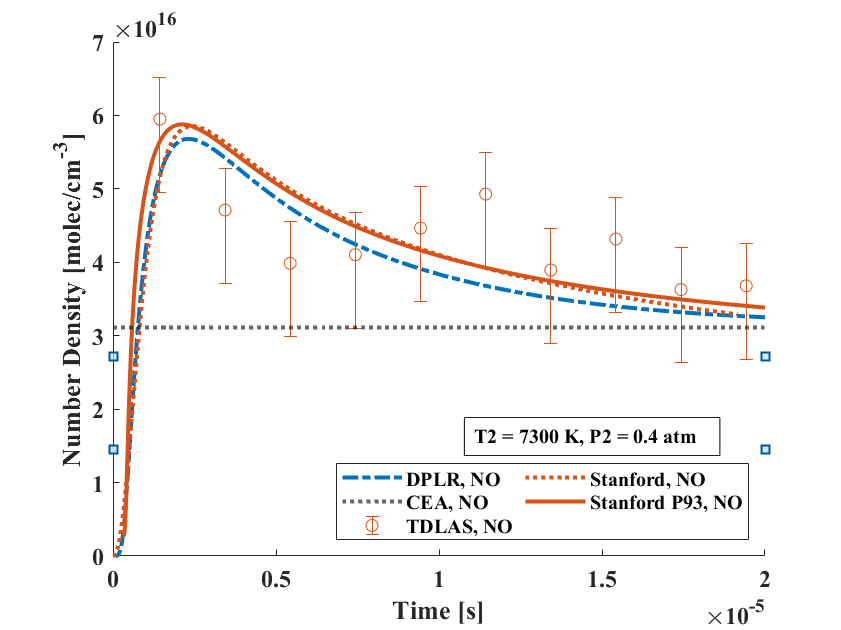 ×10^16
7
6
5
4
3
2
1
0
Number Density [molec/cm^-3]
T2 = 7300 K, P2 = 0.4 atm
DPLR, NO
Stanford, NO
CEA, NO
Stanford P93, NO
TDLAS, NO
0 0.5 1 1.5 2
Time [s]
×10^-5